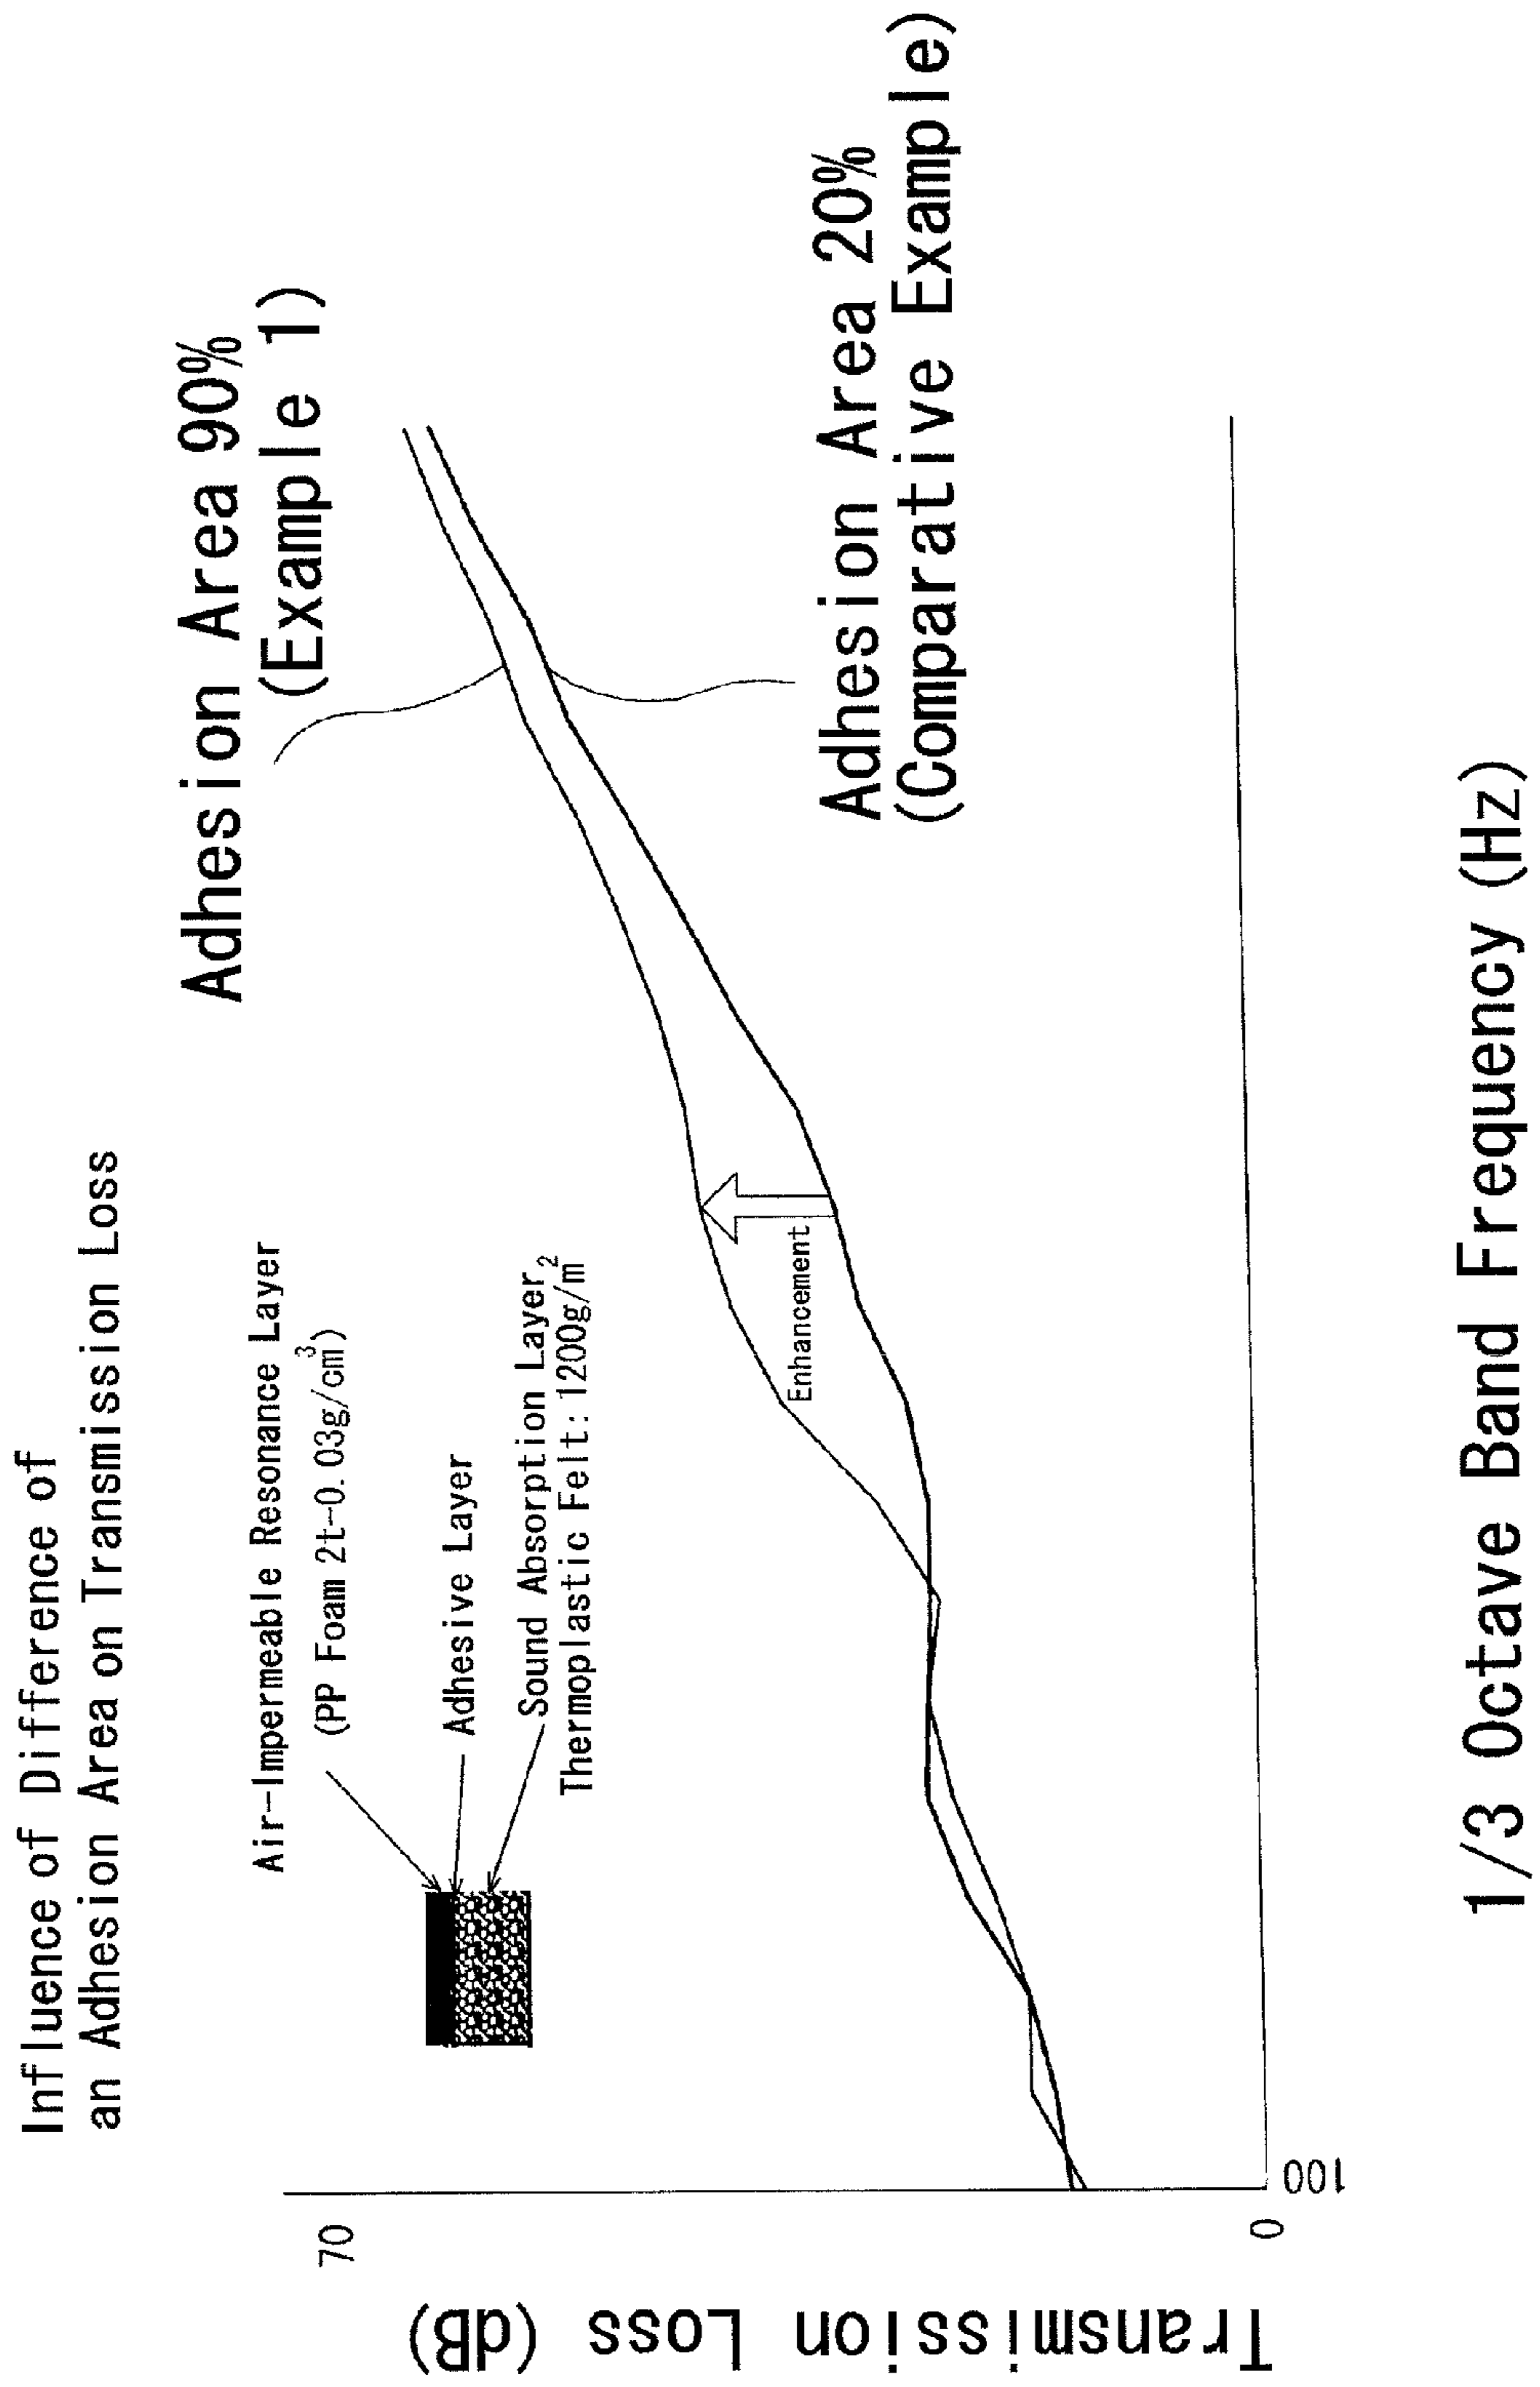 Influence of Difference of
an Adhesion Area on Transmission Loss
Air-Impermeable Resonance Layer
(PP Foam 2t-0.03g/cm³)
Adhesive Layer
Sound Absorption Layer
Thermoplastic Felt:1200g/m²
Adhesion Area 90%
(Example 1)
Enhancement
Adhesion Area 20%
(Comparative Example)
70
0
100
Transmission Loss (dB)
1/3 Octave Band Frequency (Hz)